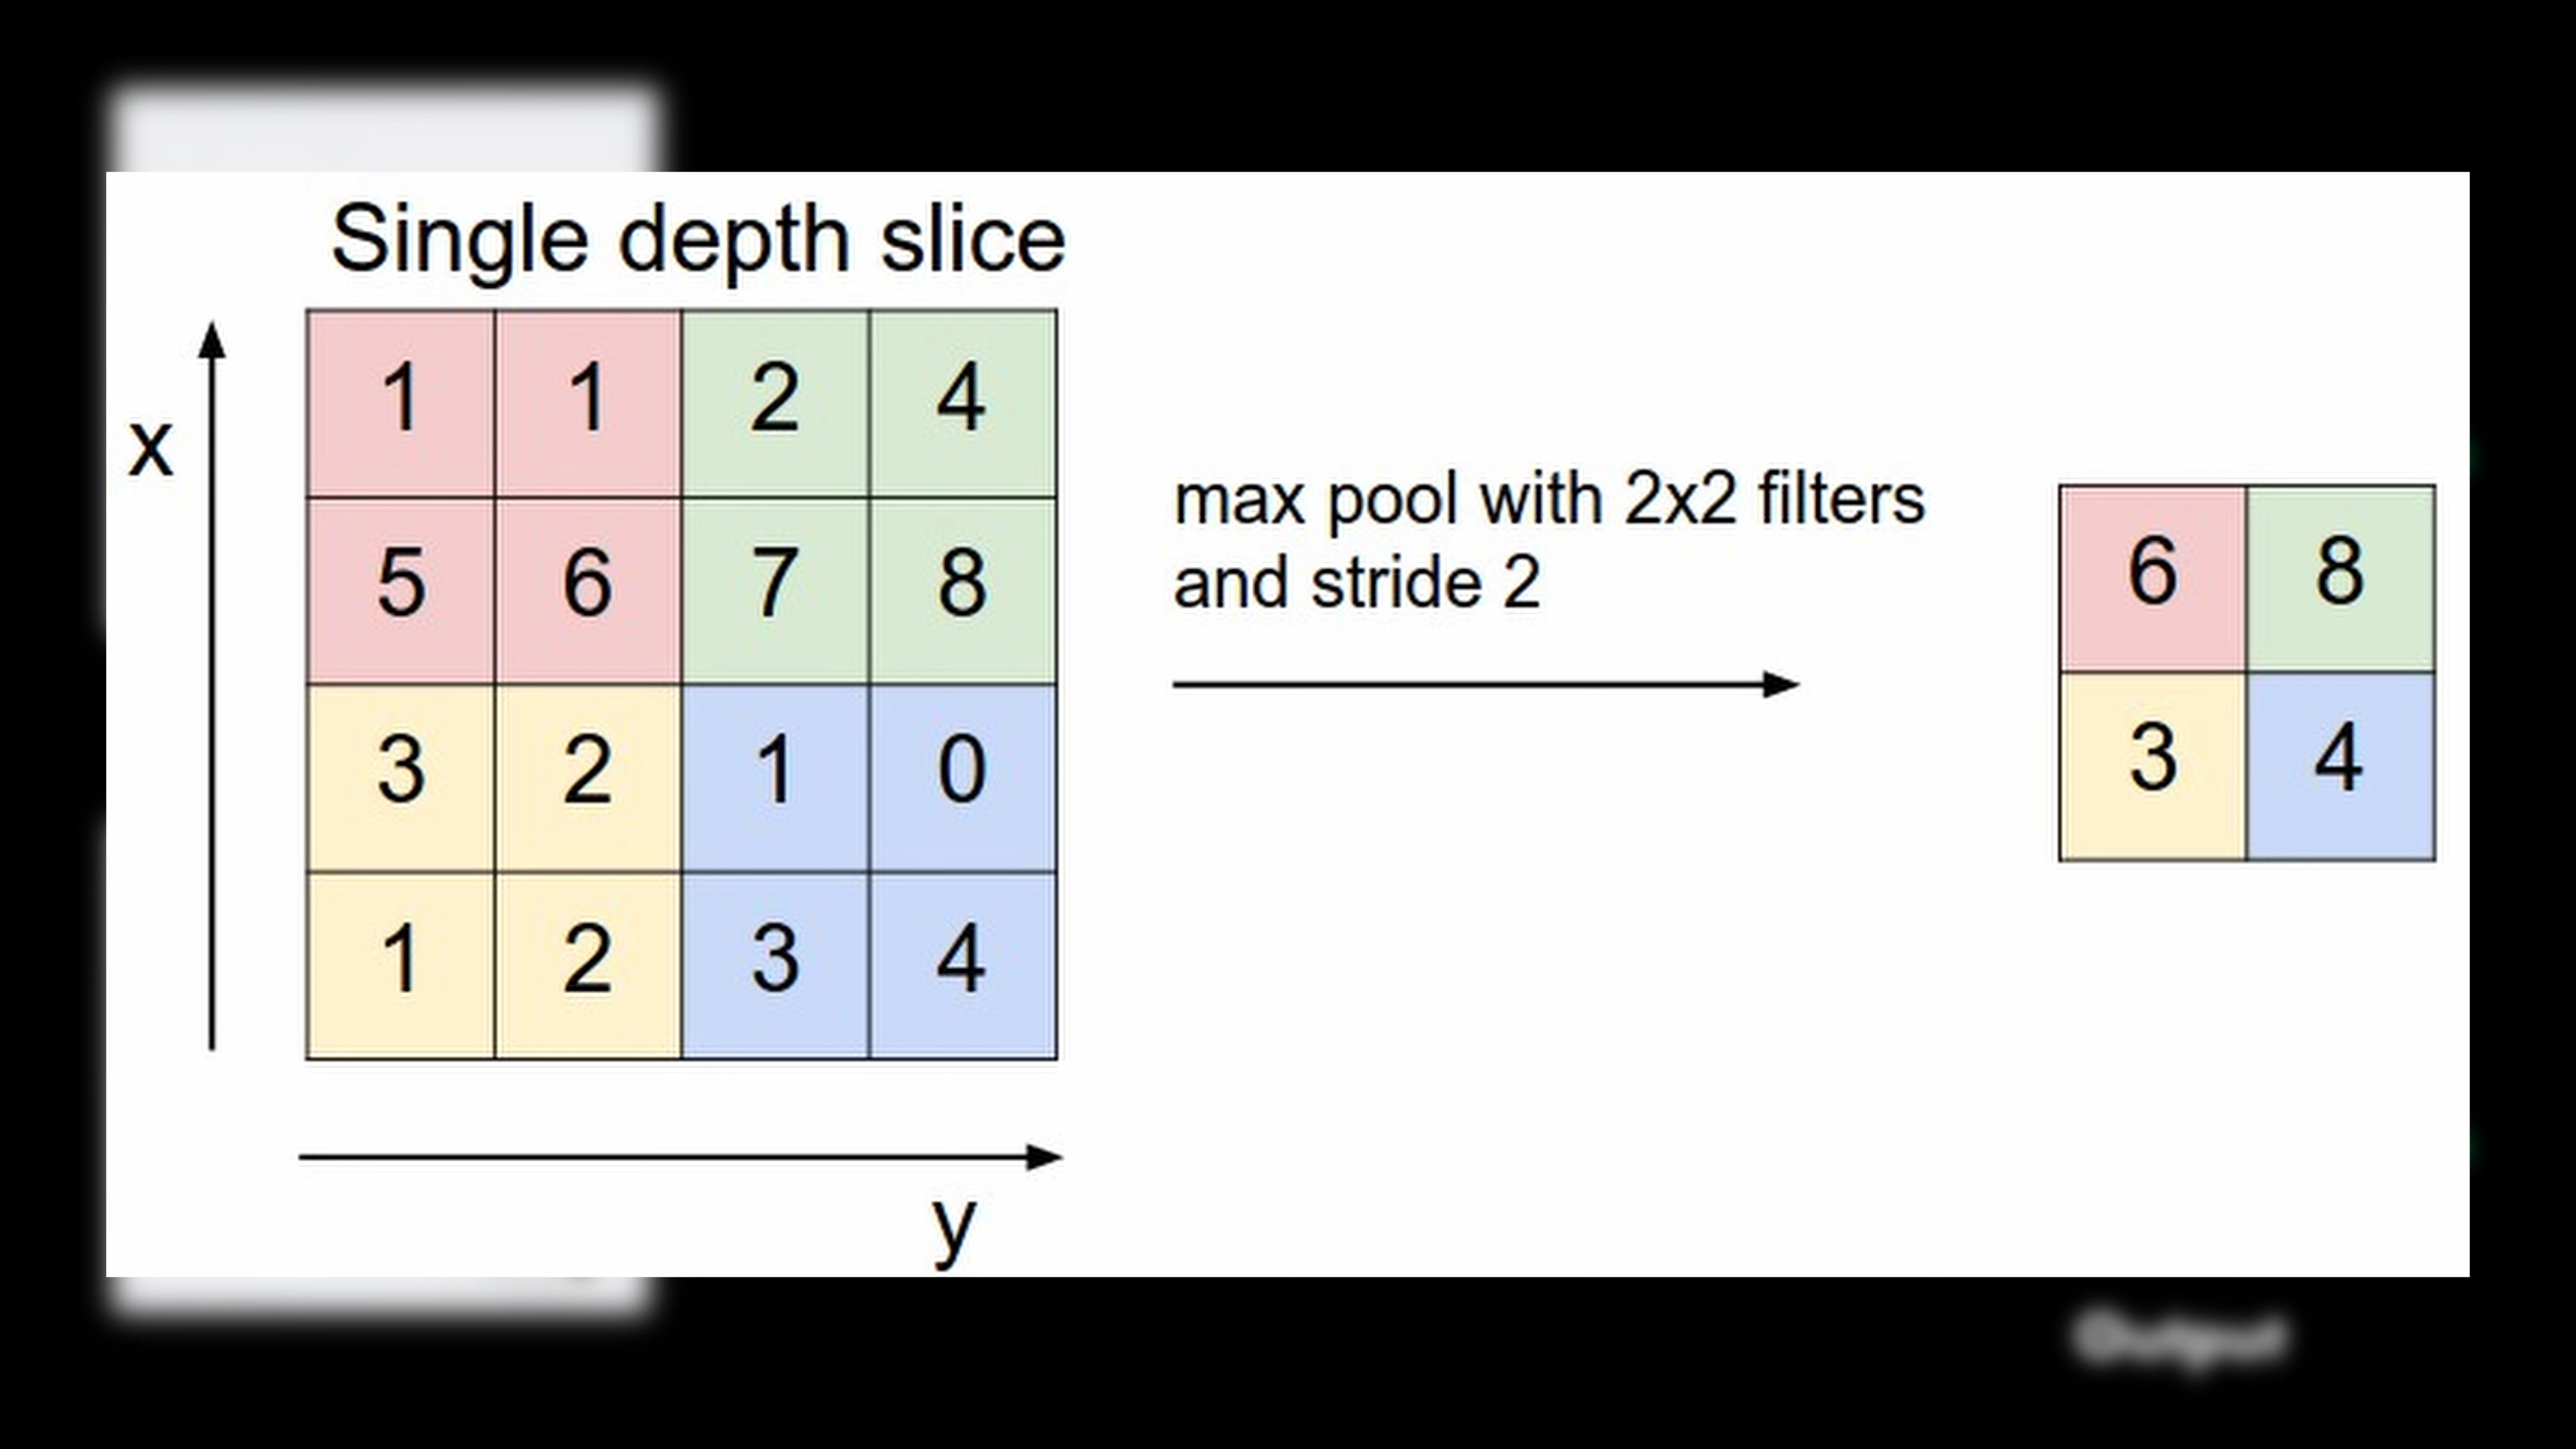 Single depth slice
x
1 1 2 4
5 6 7 8
3 2 1 0
1 2 3 4
y
max pool with 2x2 filters
and stride 2
6 8
3 4
Output